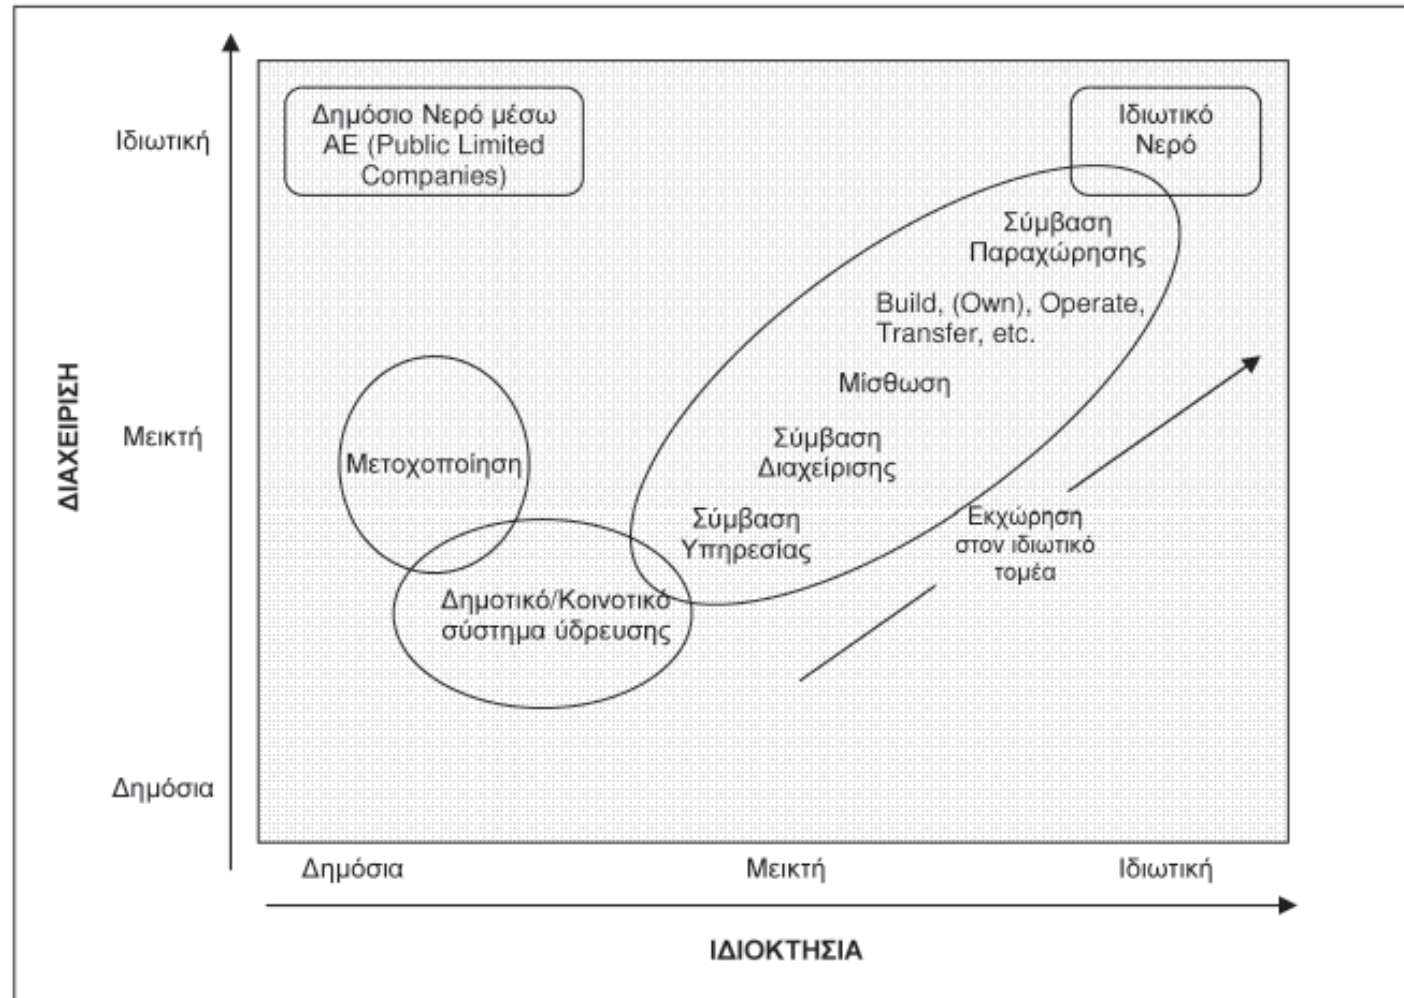 Δημόσιο Νερό μέσω
ΑΕ (Public Limited
Companies)
Ιδιωτικό
Νερό
Ιδιωτική
Σύμβαση
Παραχώρησης
Build, (Own), Operate,
Transfer, etc.
Μίσθωση
ΔΙΑΧΕΙΡΙΣΗ
Μεικτή
Μετοχοποίηση
Σύμβαση
Διαχείρισης
Σύμβαση
Υπηρεσίας
Εκχώρηση
στον ιδιωτικό
τομέα
Δημοτικό/Κοινοτικό
σύστημα ύδρευσης
Δημόσια
Δημόσια
Μεικτή
Ιδιωτική
ΙΔΙΟΚΤΗΣΙΑ